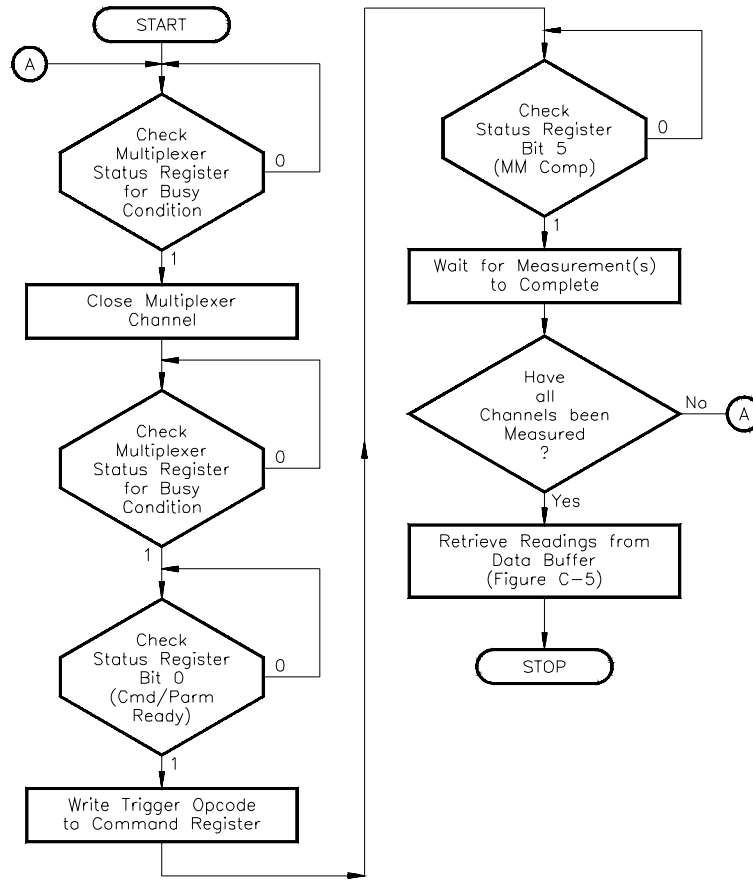 START
A
Check
Multiplexer
Status Register
for Busy
Condition
0
1
Close Multiplexer
Channel
Check
Multiplexer
Status Register
for Busy
Condition
0
1
Check
Status Register
Bit 0
(Cmd/Parm
Ready)
0
1
Write Trigger Opcode
to Command Register
Check
Status Register
Bit 5
(MM Comp)
0
1
Wait for Measurement(s)
to Complete
Have
all
Channels been
Measured
?
No
A
Yes
Retrieve Readings from
Data Buffer
(Figure C-5)
STOP